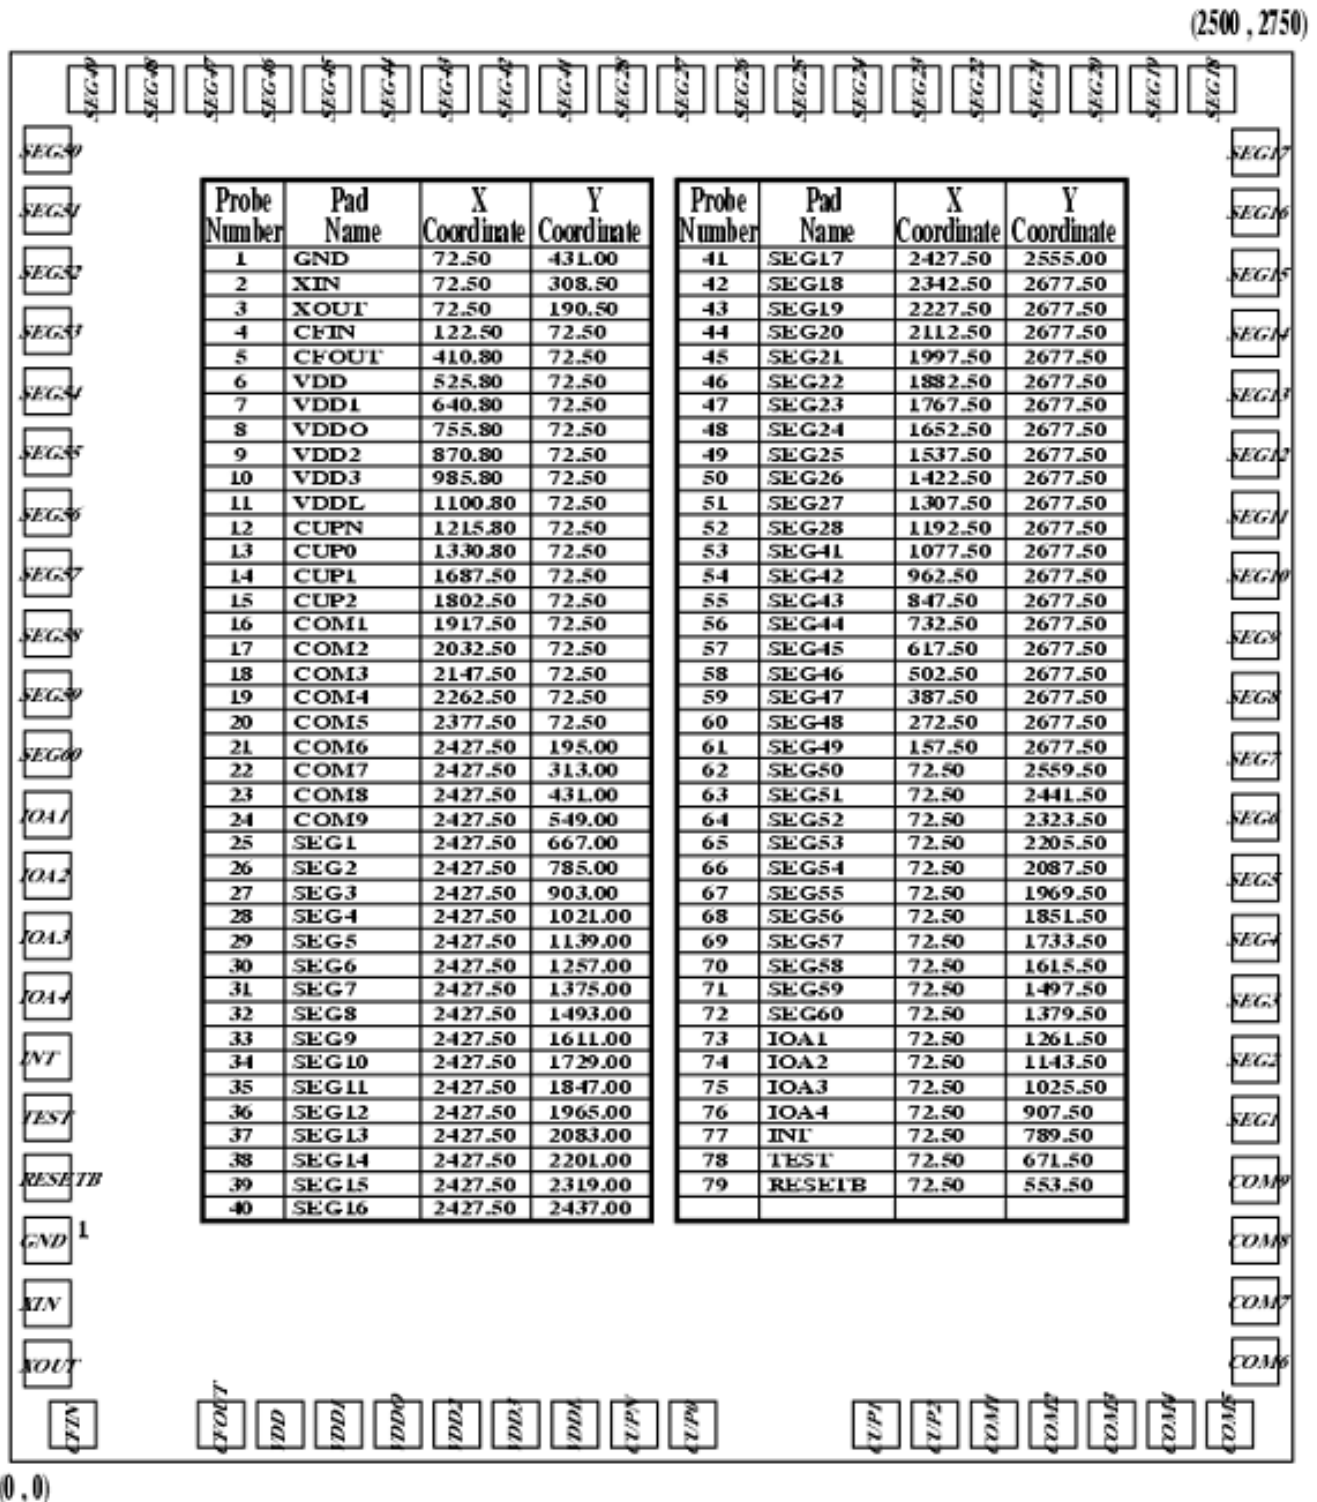 (2500 , 2750)
SEG49 SEG48 SEG47 SEG46 SEG45 SEG44 SEG43 SEG42 SEG41 SEG28 SEG27 SEG26 SEG25 SEG24 SEG23 SEG22 SEG21 SEG20 SEG19 SEG18
SEG50
SEG51
SEG52
SEG53
SEG54
SEG55
SEG56
SEG57
SEG58
SEG59
SEG60
IOA1
IOA2
IOA3
IOA4
INT
TEST
RESETB
GND 1
XIN
XOUT
Probe Number Pad Name X Coordinate Y Coordinate
1 GND 72.50 431.00
2 XIN 72.50 308.50
3 XOUT 72.50 190.50
4 CFIN 122.50 72.50
5 CFOUT 410.80 72.50
6 VDD 525.80 72.50
7 VDD1 640.80 72.50
8 VDDO 755.80 72.50
9 VDD2 870.80 72.50
10 VDD3 985.80 72.50
11 VDDL 1100.80 72.50
12 CUPN 1215.80 72.50
13 CUP0 1330.80 72.50
14 CUP1 1687.50 72.50
15 CUP2 1802.50 72.50
16 COM1 1917.50 72.50
17 COM2 2032.50 72.50
18 COM3 2147.50 72.50
19 COM4 2262.50 72.50
20 COM5 2377.50 72.50
21 COM6 2427.50 195.00
22 COM7 2427.50 313.00
23 COM8 2427.50 431.00
24 COM9 2427.50 549.00
25 SEG1 2427.50 667.00
26 SEG2 2427.50 785.00
27 SEG3 2427.50 903.00
28 SEG4 2427.50 1021.00
29 SEG5 2427.50 1139.00
30 SEG6 2427.50 1257.00
31 SEG7 2427.50 1375.00
32 SEG8 2427.50 1493.00
33 SEG9 2427.50 1611.00
34 SEG10 2427.50 1729.00
35 SEG11 2427.50 1847.00
36 SEG12 2427.50 1965.00
37 SEG13 2427.50 2083.00
38 SEG14 2427.50 2201.00
39 SEG15 2427.50 2319.00
40 SEG16 2427.50 2437.00
Probe Number Pad Name X Coordinate Y Coordinate
41 SEG17 2427.50 2555.00
42 SEG18 2342.50 2677.50
43 SEG19 2227.50 2677.50
44 SEG20 2112.50 2677.50
45 SEG21 1997.50 2677.50
46 SEG22 1882.50 2677.50
47 SEG23 1767.50 2677.50
48 SEG24 1652.50 2677.50
49 SEG25 1537.50 2677.50
50 SEG26 1422.50 2677.50
51 SEG27 1307.50 2677.50
52 SEG28 1192.50 2677.50
53 SEG41 1077.50 2677.50
54 SEG42 962.50 2677.50
55 SEG43 847.50 2677.50
56 SEG44 732.50 2677.50
57 SEG45 617.50 2677.50
58 SEG46 502.50 2677.50
59 SEG47 387.50 2677.50
60 SEG48 272.50 2677.50
61 SEG49 157.50 2677.50
62 SEG50 72.50 2559.50
63 SEG51 72.50 2441.50
64 SEG52 72.50 2323.50
65 SEG53 72.50 2205.50
66 SEG54 72.50 2087.50
67 SEG55 72.50 1969.50
68 SEG56 72.50 1851.50
69 SEG57 72.50 1733.50
70 SEG58 72.50 1615.50
71 SEG59 72.50 1497.50
72 SEG60 72.50 1379.50
73 IOA1 72.50 1261.50
74 IOA2 72.50 1143.50
75 IOA3 72.50 1025.50
76 IOA4 72.50 907.50
77 INT 72.50 789.50
78 TEST 72.50 671.50
79 RESETB 72.50 553.50
SEG17
SEG16
SEG15
SEG14
SEG13
SEG12
SEG11
SEG10
SEG9
SEG8
SEG7
SEG6
SEG5
SEG4
SEG3
SEG2
SEG1
COM9
COM8
COM7
COM6
CFIN CFOUT VDD VDD1 VDDO VDD2 VDD3 VDDL CUPN CUP0 CUP1 CUP2 COM1 COM2 COM3 COM4 COM5
(0 , 0)